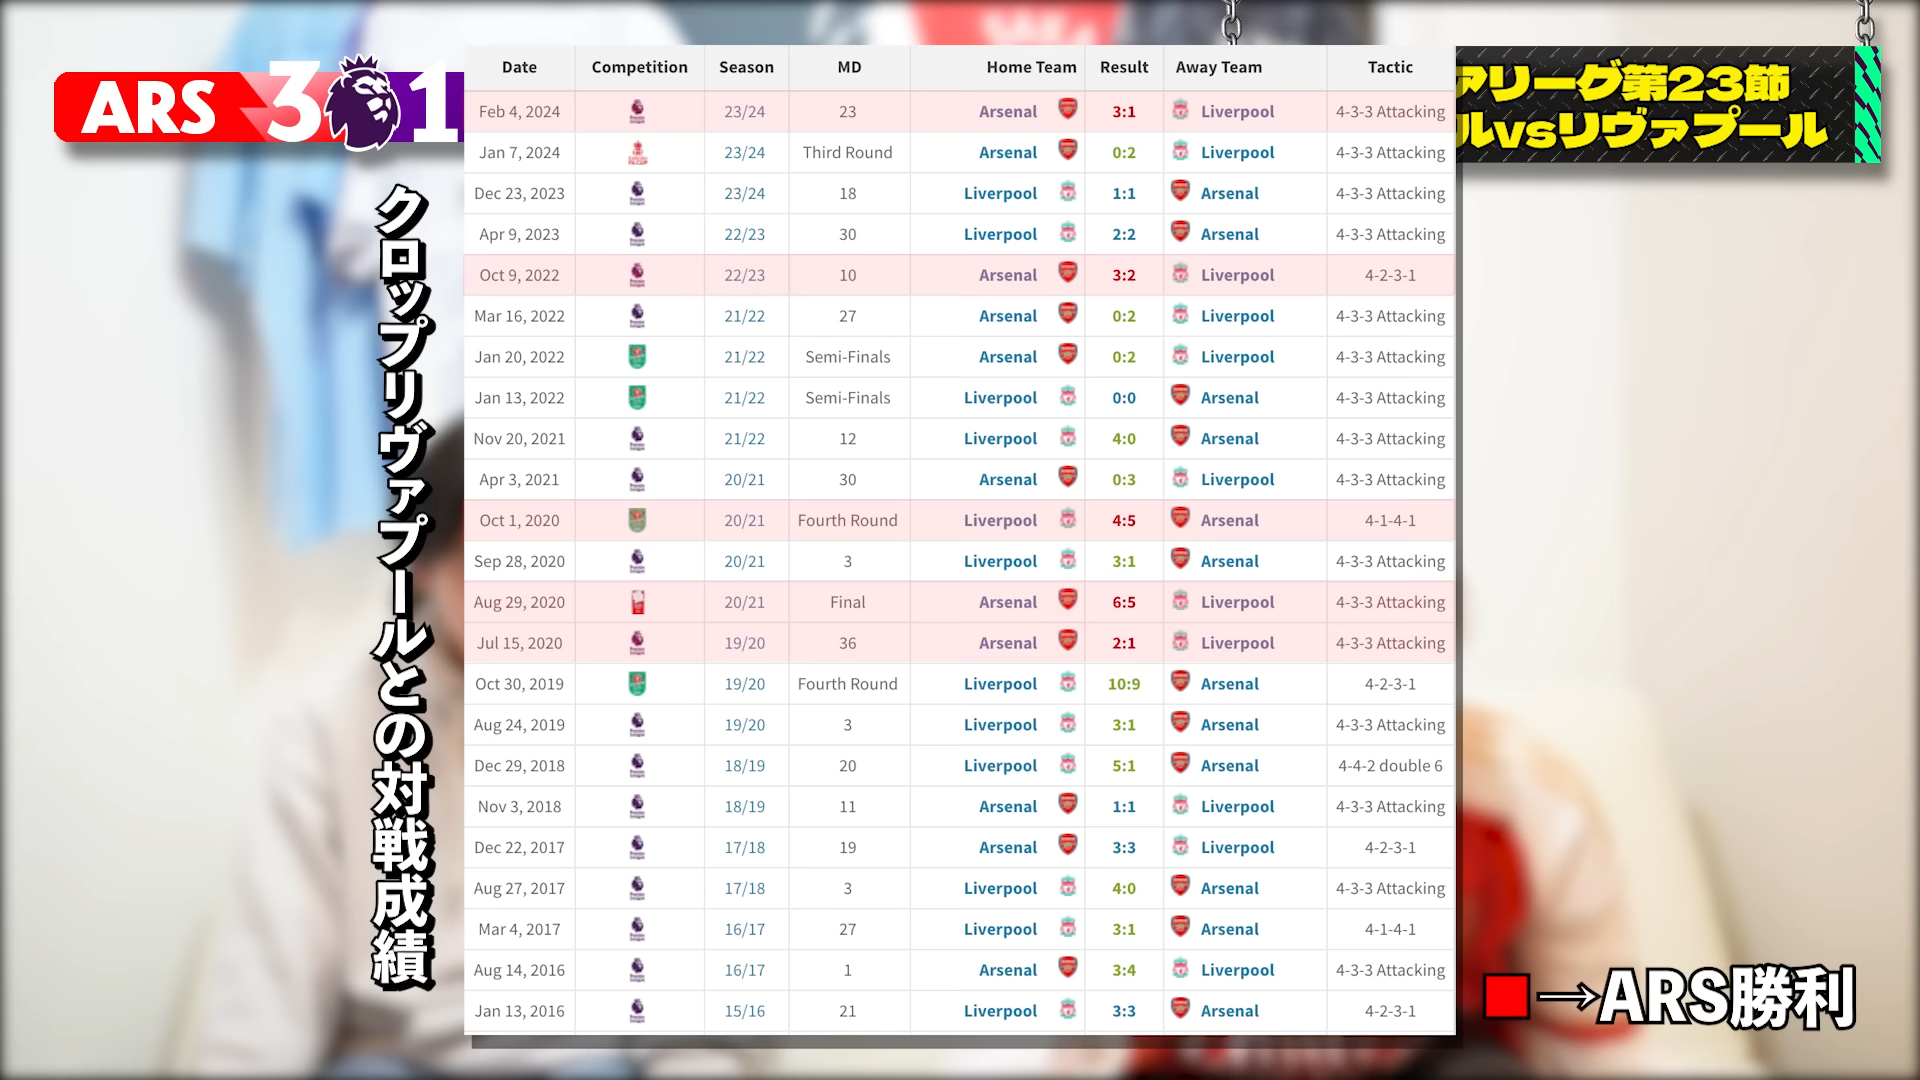 ARS 3 1
アリーグ第23節
ルvsリヴァプール
クロップリヴァプールとの対戦成績
Date Competition Season MD Home Team Result Away Team Tactic
Feb 4, 2024 23/24 23 Arsenal 3:1 Liverpool 4-3-3 Attacking
Jan 7, 2024 23/24 Third Round Arsenal 0:2 Liverpool 4-3-3 Attacking
Dec 23, 2023 23/24 18 Liverpool 1:1 Arsenal 4-3-3 Attacking
Apr 9, 2023 22/23 30 Liverpool 2:2 Arsenal 4-3-3 Attacking
Oct 9, 2022 22/23 10 Arsenal 3:2 Liverpool 4-2-3-1
Mar 16, 2022 21/22 27 Arsenal 0:2 Liverpool 4-3-3 Attacking
Jan 20, 2022 21/22 Semi-Finals Arsenal 0:2 Liverpool 4-3-3 Attacking
Jan 13, 2022 21/22 Semi-Finals Liverpool 0:0 Arsenal 4-3-3 Attacking
Nov 20, 2021 21/22 12 Liverpool 4:0 Arsenal 4-3-3 Attacking
Apr 3, 2021 20/21 30 Arsenal 0:3 Liverpool 4-3-3 Attacking
Oct 1, 2020 20/21 Fourth Round Liverpool 4:5 Arsenal 4-1-4-1
Sep 28, 2020 20/21 3 Liverpool 3:1 Arsenal 4-3-3 Attacking
Aug 29, 2020 20/21 Final Arsenal 6:5 Liverpool 4-3-3 Attacking
Jul 15, 2020 19/20 36 Arsenal 2:1 Liverpool 4-3-3 Attacking
Oct 30, 2019 19/20 Fourth Round Liverpool 10:9 Arsenal 4-2-3-1
Aug 24, 2019 19/20 3 Liverpool 3:1 Arsenal 4-3-3 Attacking
Dec 29, 2018 18/19 20 Liverpool 5:1 Arsenal 4-4-2 double 6
Nov 3, 2018 18/19 11 Arsenal 1:1 Liverpool 4-3-3 Attacking
Dec 22, 2017 17/18 19 Arsenal 3:3 Liverpool 4-2-3-1
Aug 27, 2017 17/18 3 Liverpool 4:0 Arsenal 4-3-3 Attacking
Mar 4, 2017 16/17 27 Liverpool 3:1 Arsenal 4-1-4-1
Aug 14, 2016 16/17 1 Arsenal 3:4 Liverpool 4-3-3 Attacking
Jan 13, 2016 15/16 21 Liverpool 3:3 Arsenal 4-2-3-1
→ARS勝利